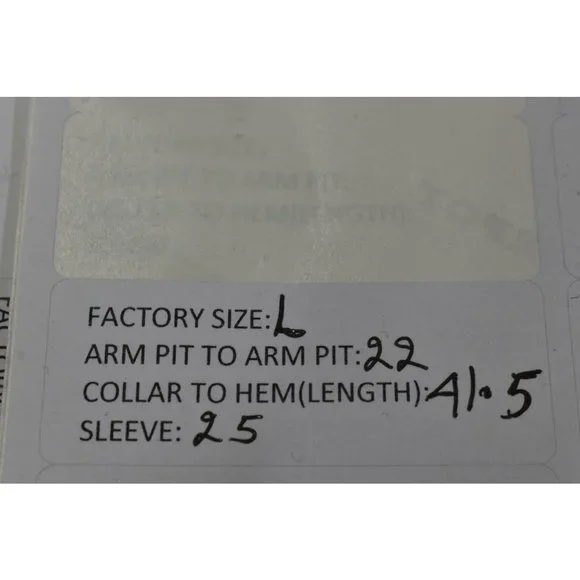 FACTORY SIZE: L
ARM PIT TO ARM PIT: 22
COLLAR TO HEM(LENGTH): 41.5
SLEEVE: 25